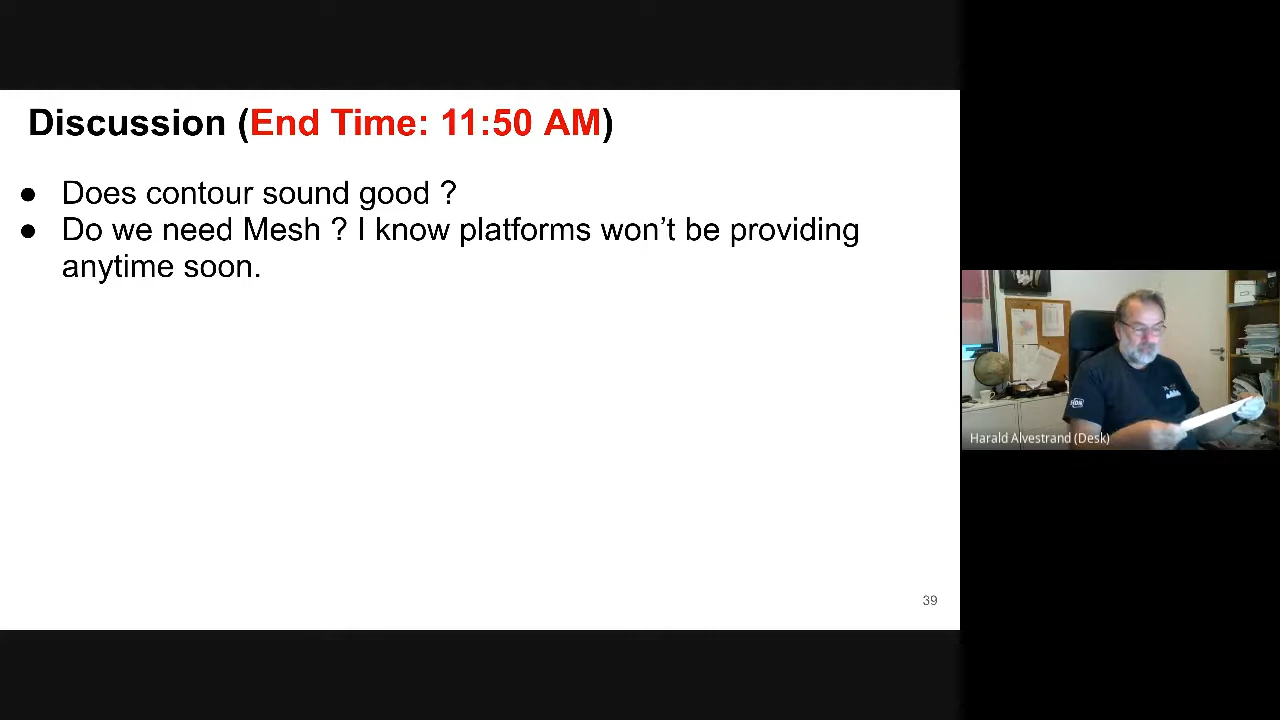 Discussion (End Time: 11:50 AM)
● Does contour sound good ?
● Do we need Mesh ? I know platforms won’t be providing
anytime soon.
39
Harald Alvestrand (Desk)